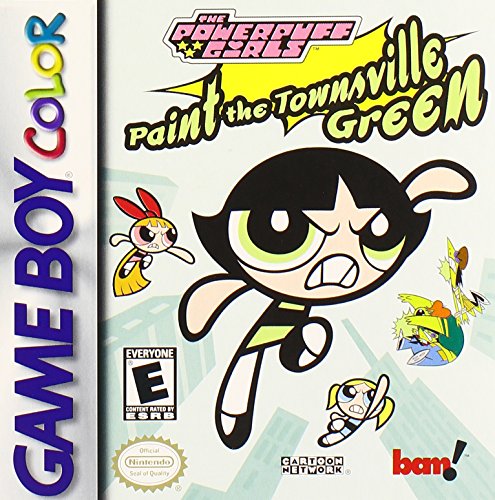 GAME BOY COLOR
THE
POWERPUFF
GIRLS
TM
Paint the Townsville
Green
EVERYONE
E
CONTENT RATED BY
ESRB
Official
Nintendo
Seal of Quality
CARTOON
NETWORK
bam!